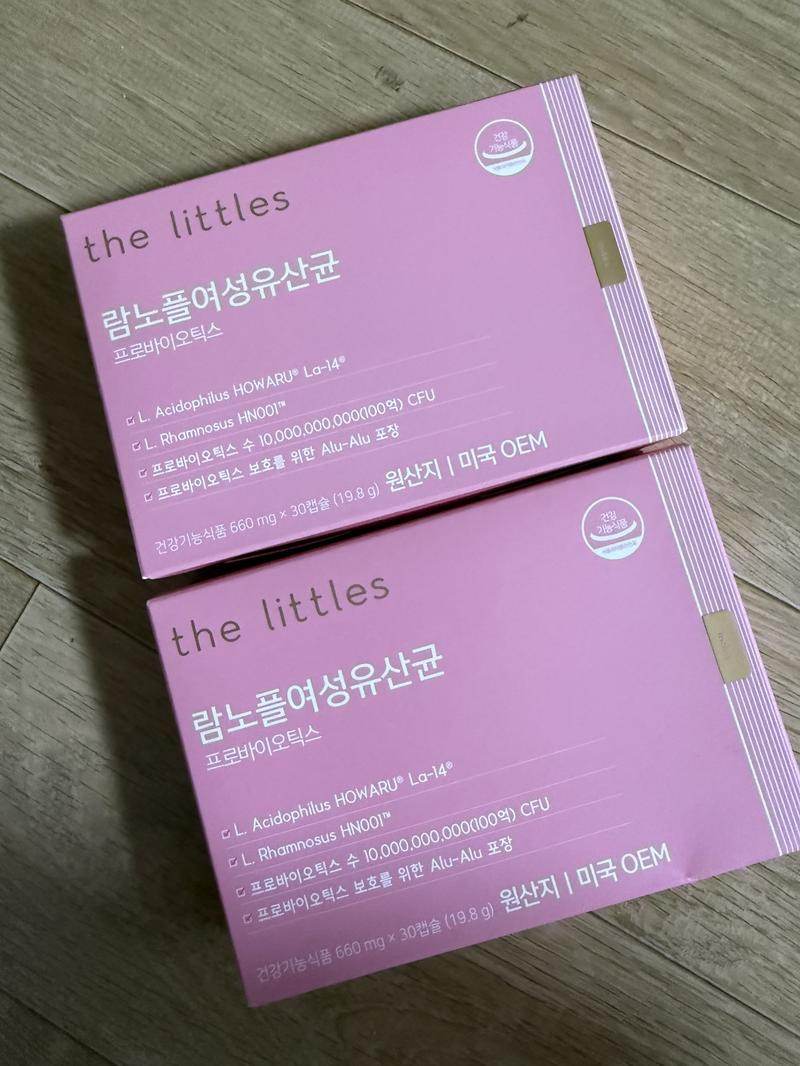 건강
기능식품
the littles
람노플여성유산균
프로바이오틱스
L. Acidophilus HOWARU® La-14®
L. Rhamnosus HN001™
프로바이오틱스 수 10,000,000,000(100억) CFU
프로바이오틱스 보호를 위한 Alu-Alu 포장
건강기능식품 660 mg × 30캡슐 (19.8 g) 원산지 | 미국 OEM
건강
기능식품
the littles
람노플여성유산균
프로바이오틱스
L. Acidophilus HOWARU® La-14®
L. Rhamnosus HN001™
프로바이오틱스 수 10,000,000,000(100억) CFU
프로바이오틱스 보호를 위한 Alu-Alu 포장
건강기능식품 660 mg × 30캡슐 (19.8 g) 원산지 | 미국 OEM